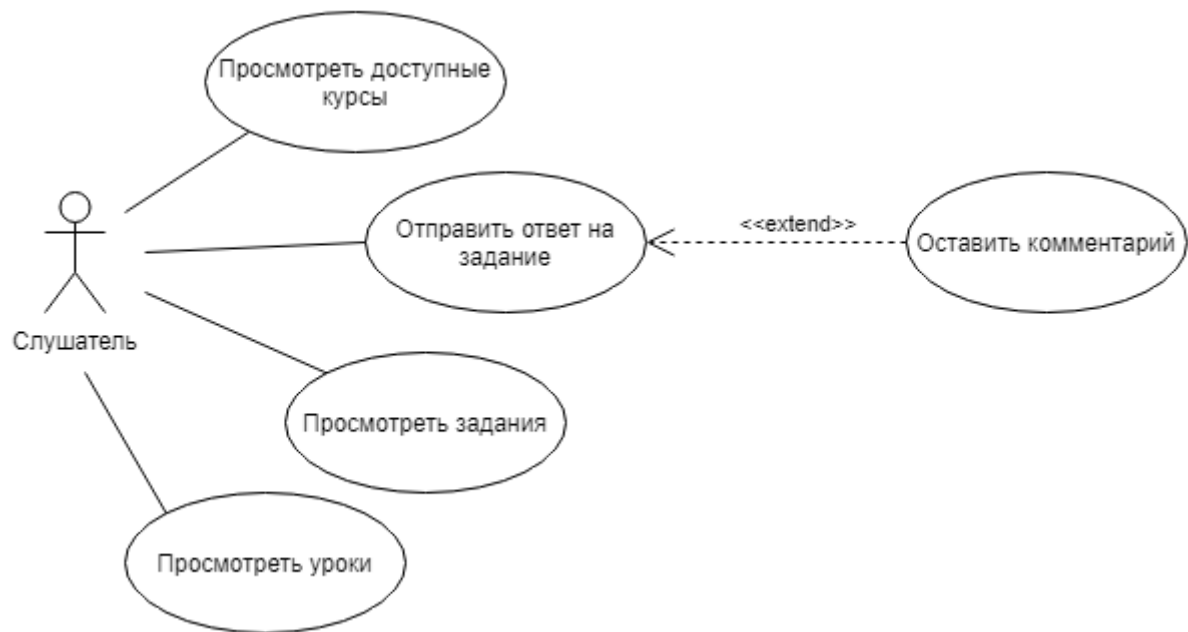 Просмотреть доступные
курсы
Отправить ответ на
задание
<<extend>>
Оставить комментарий
Слушатель
Просмотреть задания
Просмотреть уроки